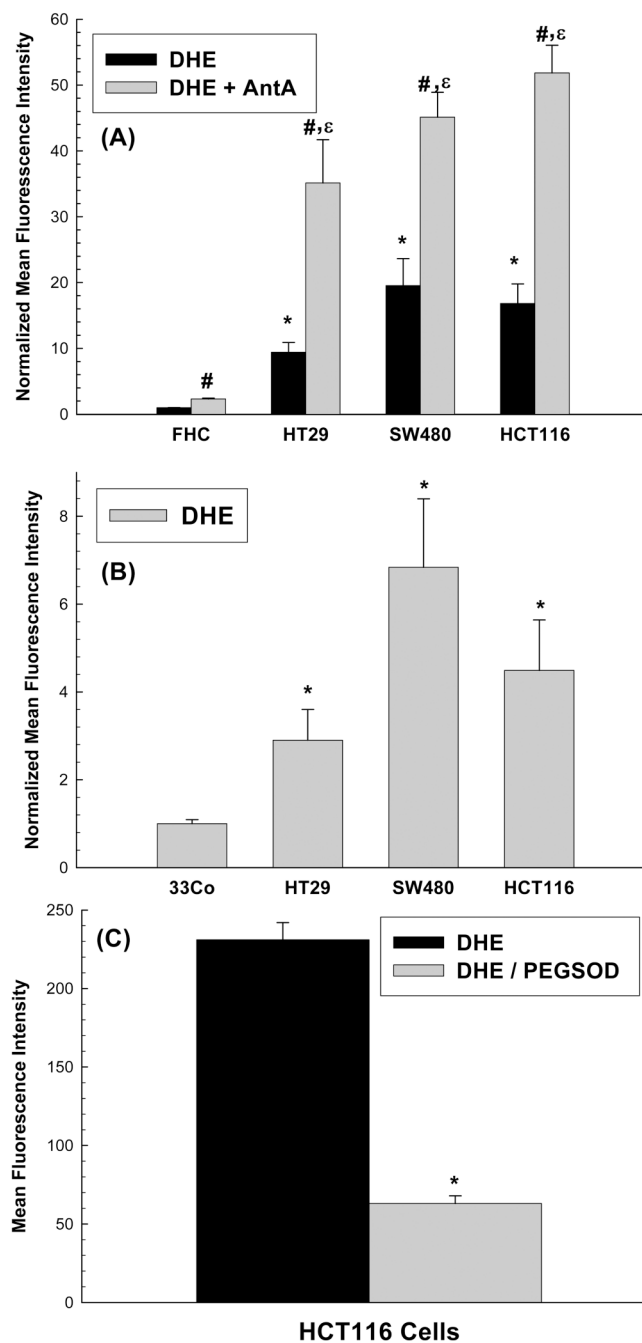 60
50
40
30
20
10
0
Normalized Mean Fluoresscence Intensity
DHE
DHE + AntA
(A)
#
*
#,ε
*
#,ε
*
#,ε
FHC HT29 SW480 HCT116
8
6
4
2
0
Normalized Mean Fluorescence Intensity
DHE
(B)
*
*
*
33Co HT29 SW480 HCT116
250
200
150
100
50
0
Mean Fluorescence Intensity
(C)
DHE
DHE / PEGSOD
*
HCT116 Cells